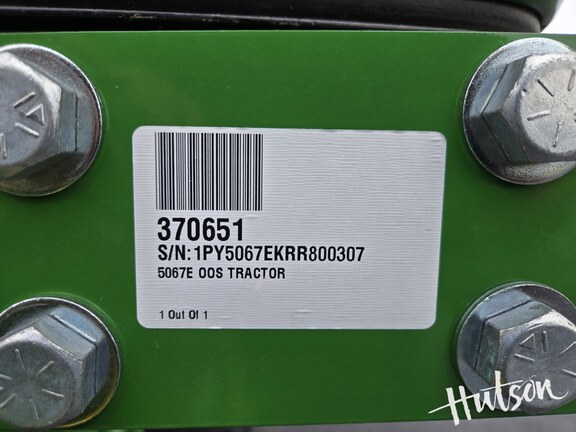 370651
S/N:1PY5067EKRR800307
5067E OOS TRACTOR
1 Out Of 1
Hutson